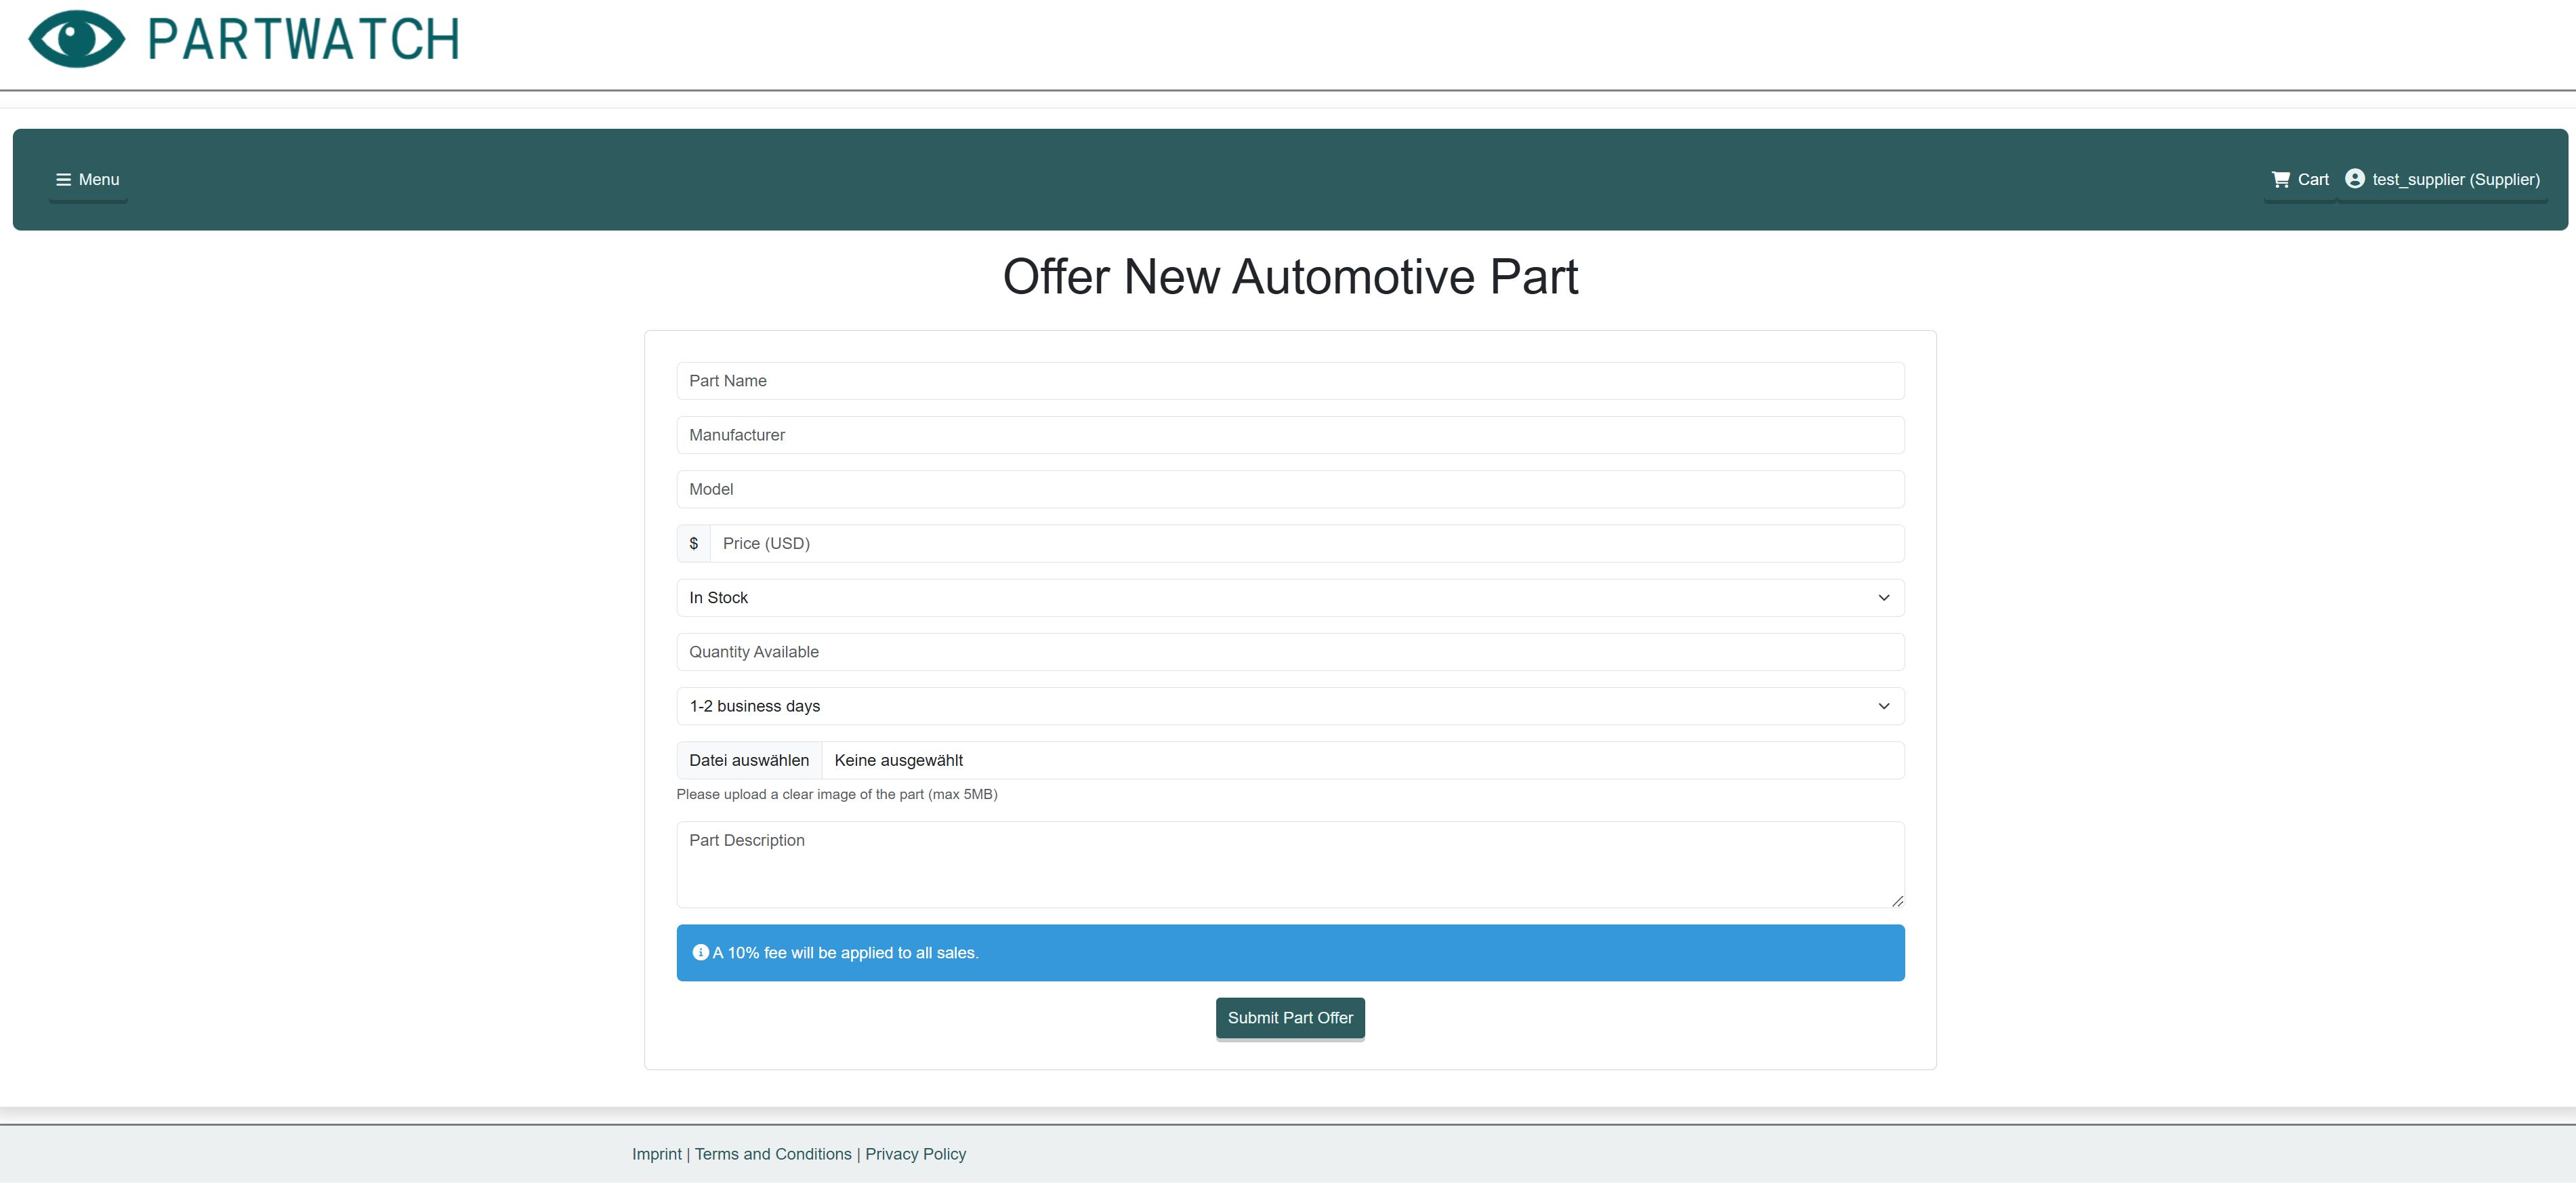 PARTWATCH
Menu
Cart
test_supplier (Supplier)
Offer New Automotive Part
Part Name
Manufacturer
Model
$ Price (USD)
In Stock
Quantity Available
1-2 business days
Datei auswählen Keine ausgewählt
Please upload a clear image of the part (max 5MB)
Part Description
A 10% fee will be applied to all sales.
Submit Part Offer
Imprint | Terms and Conditions | Privacy Policy